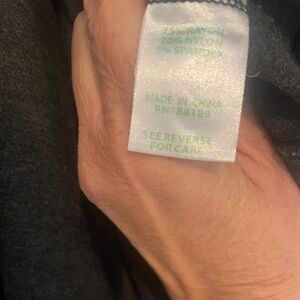 75% RAYON
20% NYLON
5% SPANDEX
MADE IN CHINA
RN# 88189
SEE REVERSE
FOR CARE